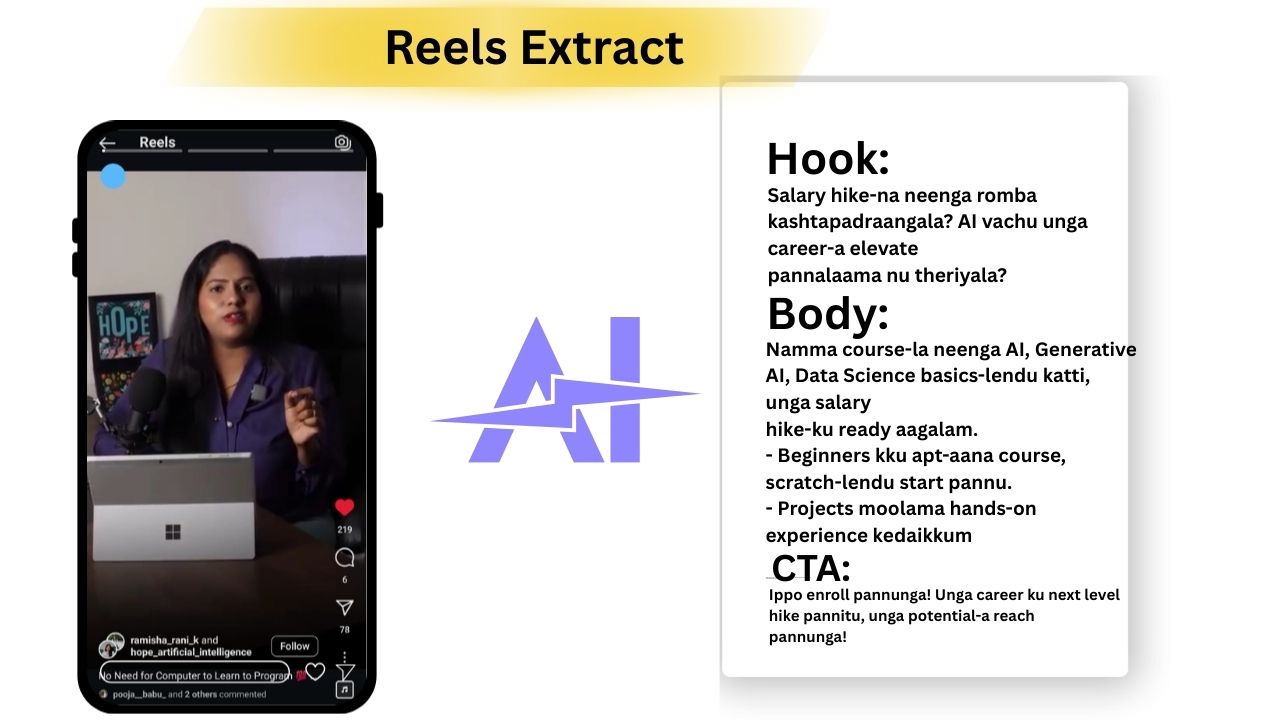 Reels Extract
Reels
HOPE
219
6
78
ramisha_rani_k and
hope_artificial_intelligence
Follow
No Need for Computer to Learn to Program 💯
pooja__babu_ and 2 others commented
AI
Hook:
Salary hike-na neenga romba
kashtapadraangala? AI vachu unga
career-a elevate
pannalaama nu theriyala?
Body:
Namma course-la neenga AI, Generative
AI, Data Science basics-lendu katti,
unga salary
hike-ku ready aagalam.
- Beginners kku apt-aana course,
scratch-lendu start pannu.
- Projects moolama hands-on
experience kedaikkum
CTA:
Ippo enroll pannunga! Unga career ku next level
hike pannitu, unga potential-a reach
pannunga!